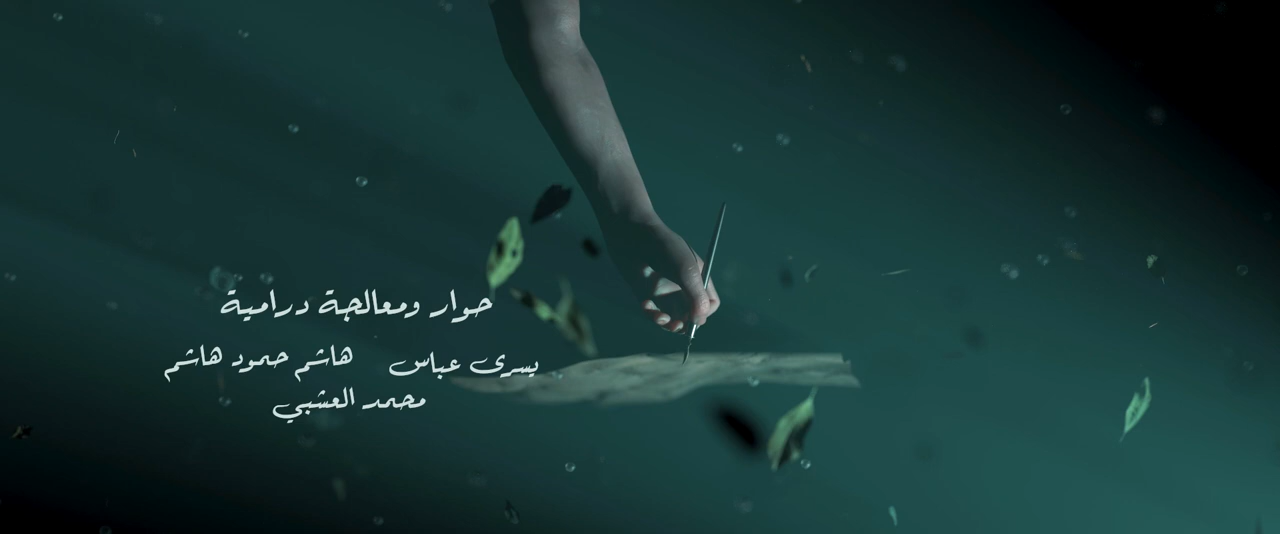 حوار ومعالجة درامية
يسرى عباس    هاشم حمود هاشم
محمد العشبي